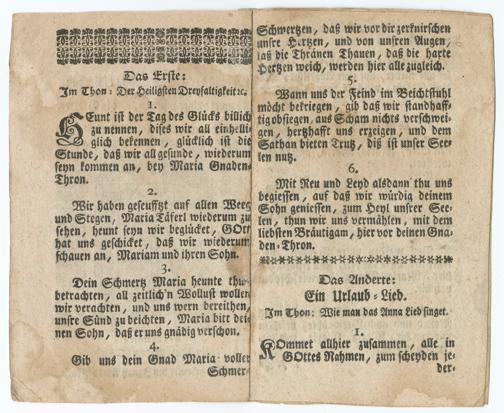 Das Erste:
Im Thon: Der Heiligsten Dreyfaltigkeit ꝛc.
1.
HEunt ist der Tag des Glücks billich
zu nennen, dises wir all einhelli-
glich bekennen, glücklich ist die
Stunde, daß wir all gesunde, wiederum
seyn kommen an, bey Maria Gnaden-
Thron.
2.
Wir haben geseufftzt auf allen Weeg
und Stegen, Maria Täferl wiederum zu
sehen, heunt seyn wir beglücket, GOtt
hat uns geschicket, daß wir wiederum
schauen an, Mariam und ihren Sohn.
3.
Dein Schmertz Maria heunte thu-
betrachten, all zeitlich'n Wollust wollen
wir verachten, und uns wern bereithen,
unsre Sünd zu beichten, Maria bitt dei-
nen Sohn, daß er uns gnädig verschon.
4.
Gib uns dein Gnad Maria voller
Schmer-
Schwertzen, daß wir vor dir zerknirschen
unsre Hertzen, und von unsren Augen,
laß die Thränen Thauen, daß die harte
Hertzen weich, werden hier alle zugleich.
5.
Wann uns der Feind im Beichtstuhl
möcht bekriegen, gib daß wir standhaff-
tig obsiegen, aus Scham nichts verschwei-
gen, hertzhafft uns erzeigen, und dem
Sathan bieten Trutz, diß ist unser See-
len nutz.
6.
Mit Reu und Leyd alsdann thu uns
begiessen, auf daß wir würdig deinem
Sohn geniessen, zum Heyl unsrer See-
len, thun wir uns vermählen, mit dem
liebsten Bräutigam, hier vor deinen Gna-
den-Thron.
Das Anderte:
Ein Urlaub-Lied.
Im Thon: Wie man das Anna Lied singet.
1.
KOmmet allhier zusammen, alle in
GOttes Nahmen, zum scheyden je-
der-